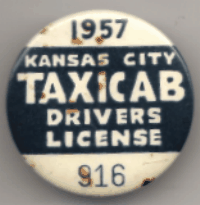 1957
KANSAS CITY
TAXICAB
DRIVERS
LICENSE
916